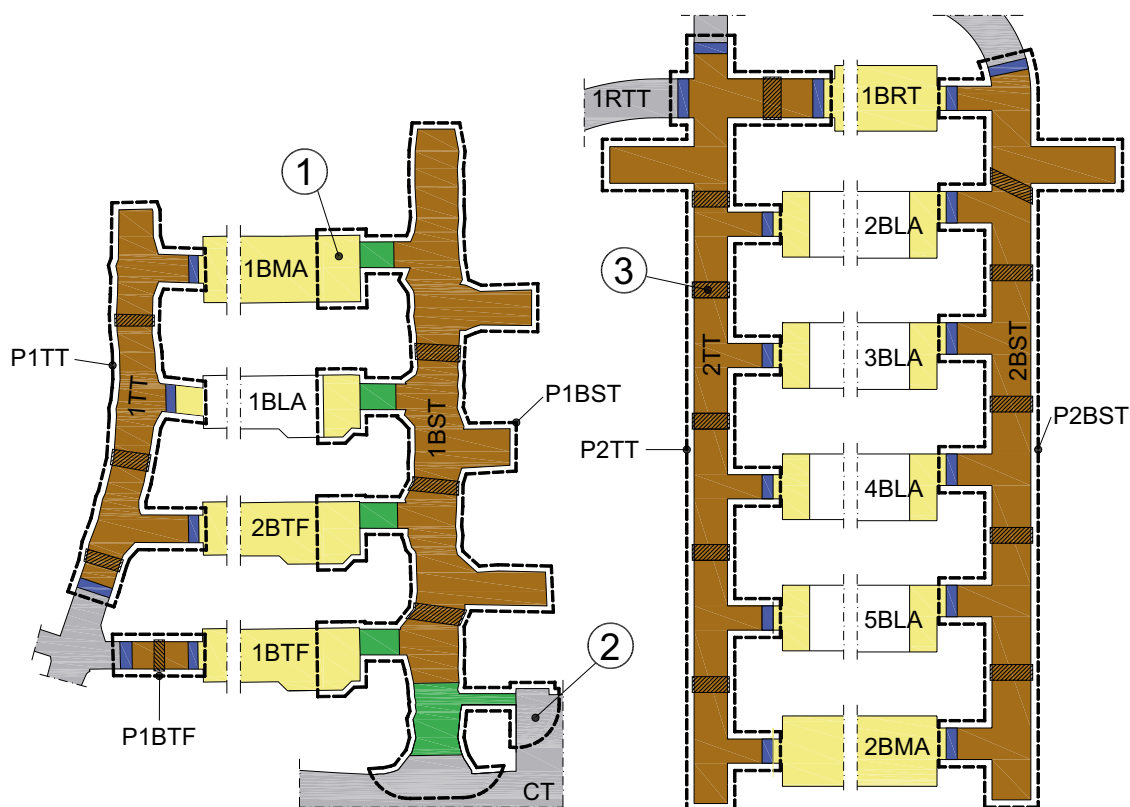 1
1BMA
P1TT
1TT
1BLA
1BST
P1BST
2BTF
1BTF
P1BTF
2
CT
1RTT
1BRT
2BLA
3
2TT
3BLA
2BST
P2TT
P2BST
4BLA
5BLA
2BMA